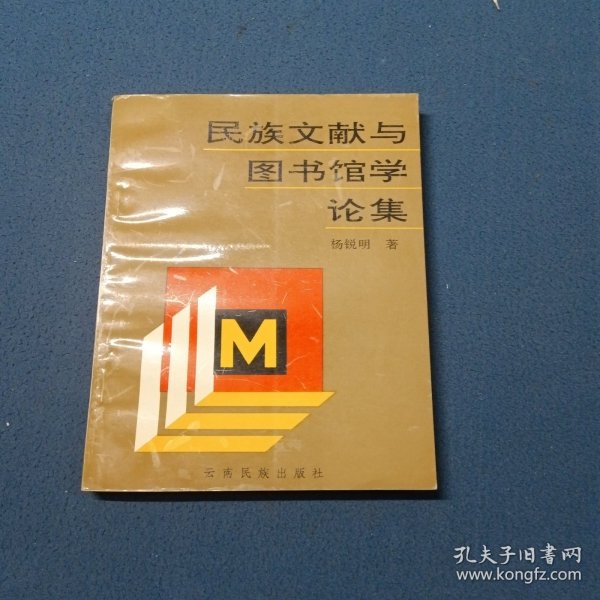 民族文献与
图书馆学
论集
杨锐明 著
M
云南民族出版社
孔夫子旧書网
www.kongfz.com